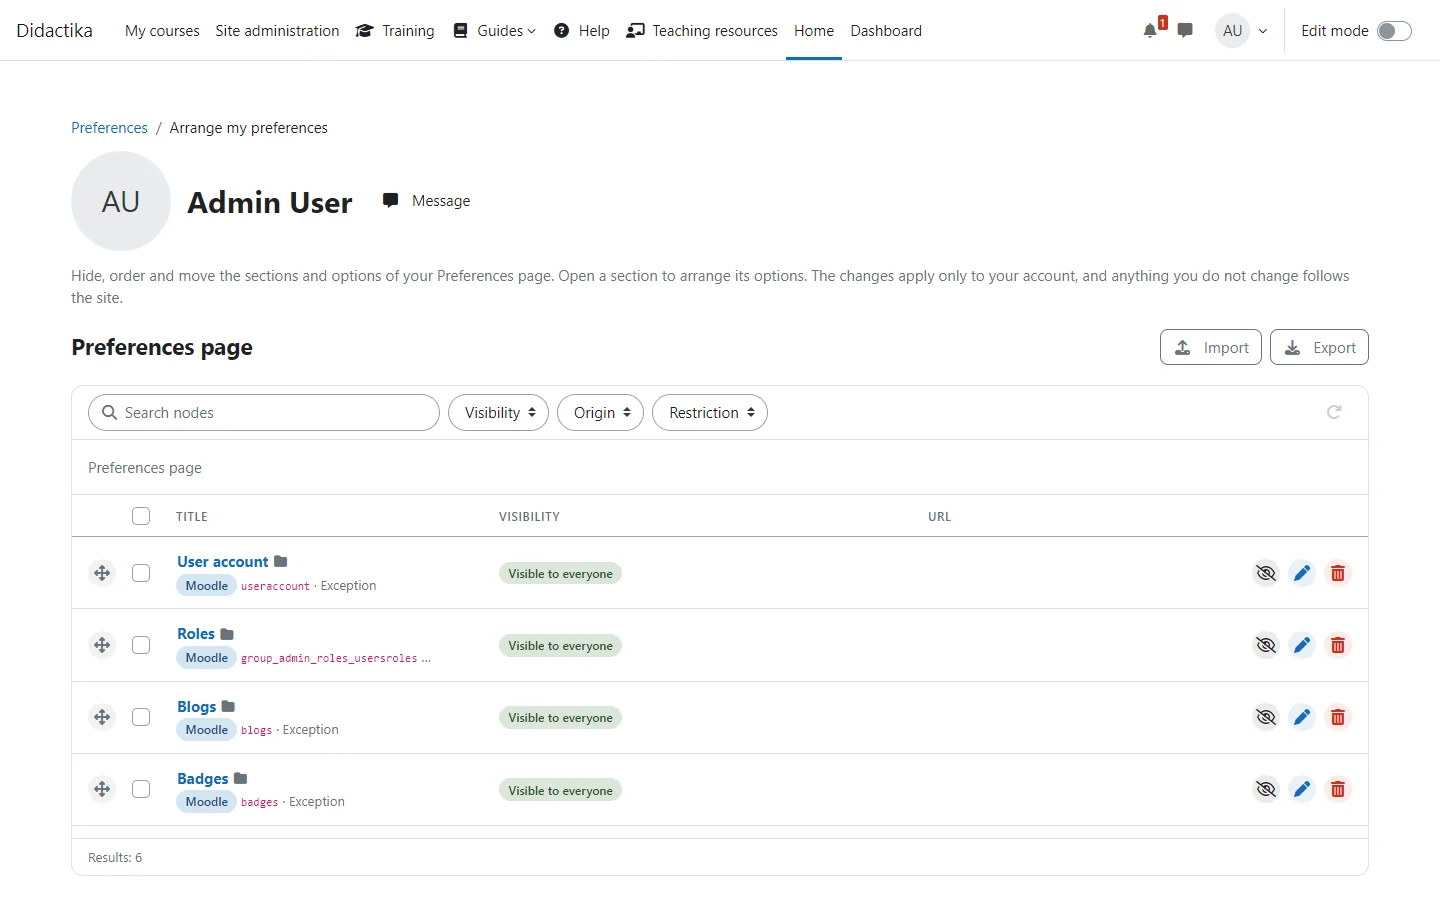 Didactika My courses Site administration Training Guides Help Teaching resources Home Dashboard 1 AU Edit mode
Preferences / Arrange my preferences
AU Admin User Message
Hide, order and move the sections and options of your Preferences page. Open a section to arrange its options. The changes apply only to your account, and anything you do not change follows
the site.
Preferences page Import Export
Search nodes Visibility Origin Restriction
Preferences page
TITLE VISIBILITY URL
User account
Moodle useraccount · Exception Visible to everyone
Roles
Moodle group_admin_roles_usersroles ... Visible to everyone
Blogs
Moodle blogs · Exception Visible to everyone
Badges
Moodle badges · Exception Visible to everyone
Results: 6